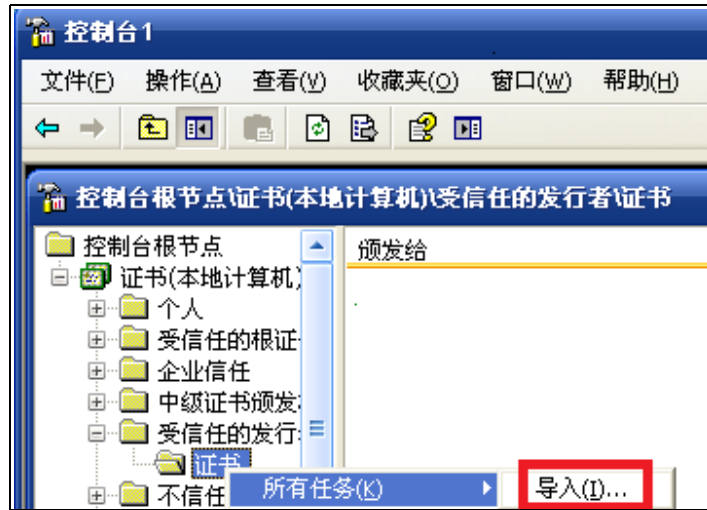 控制台1
文件(F) 操作(A) 查看(V) 收藏夹(O) 窗口(W) 帮助(H)
控制台根节点\证书(本地计算机)\受信任的发行者\证书
控制台根节点
颁发给
证书(本地计算机)
个人
受信任的根证
企业信任
中级证书颁发
受信任的发行
证书
不信任
所有任务(K)
导入(I)...